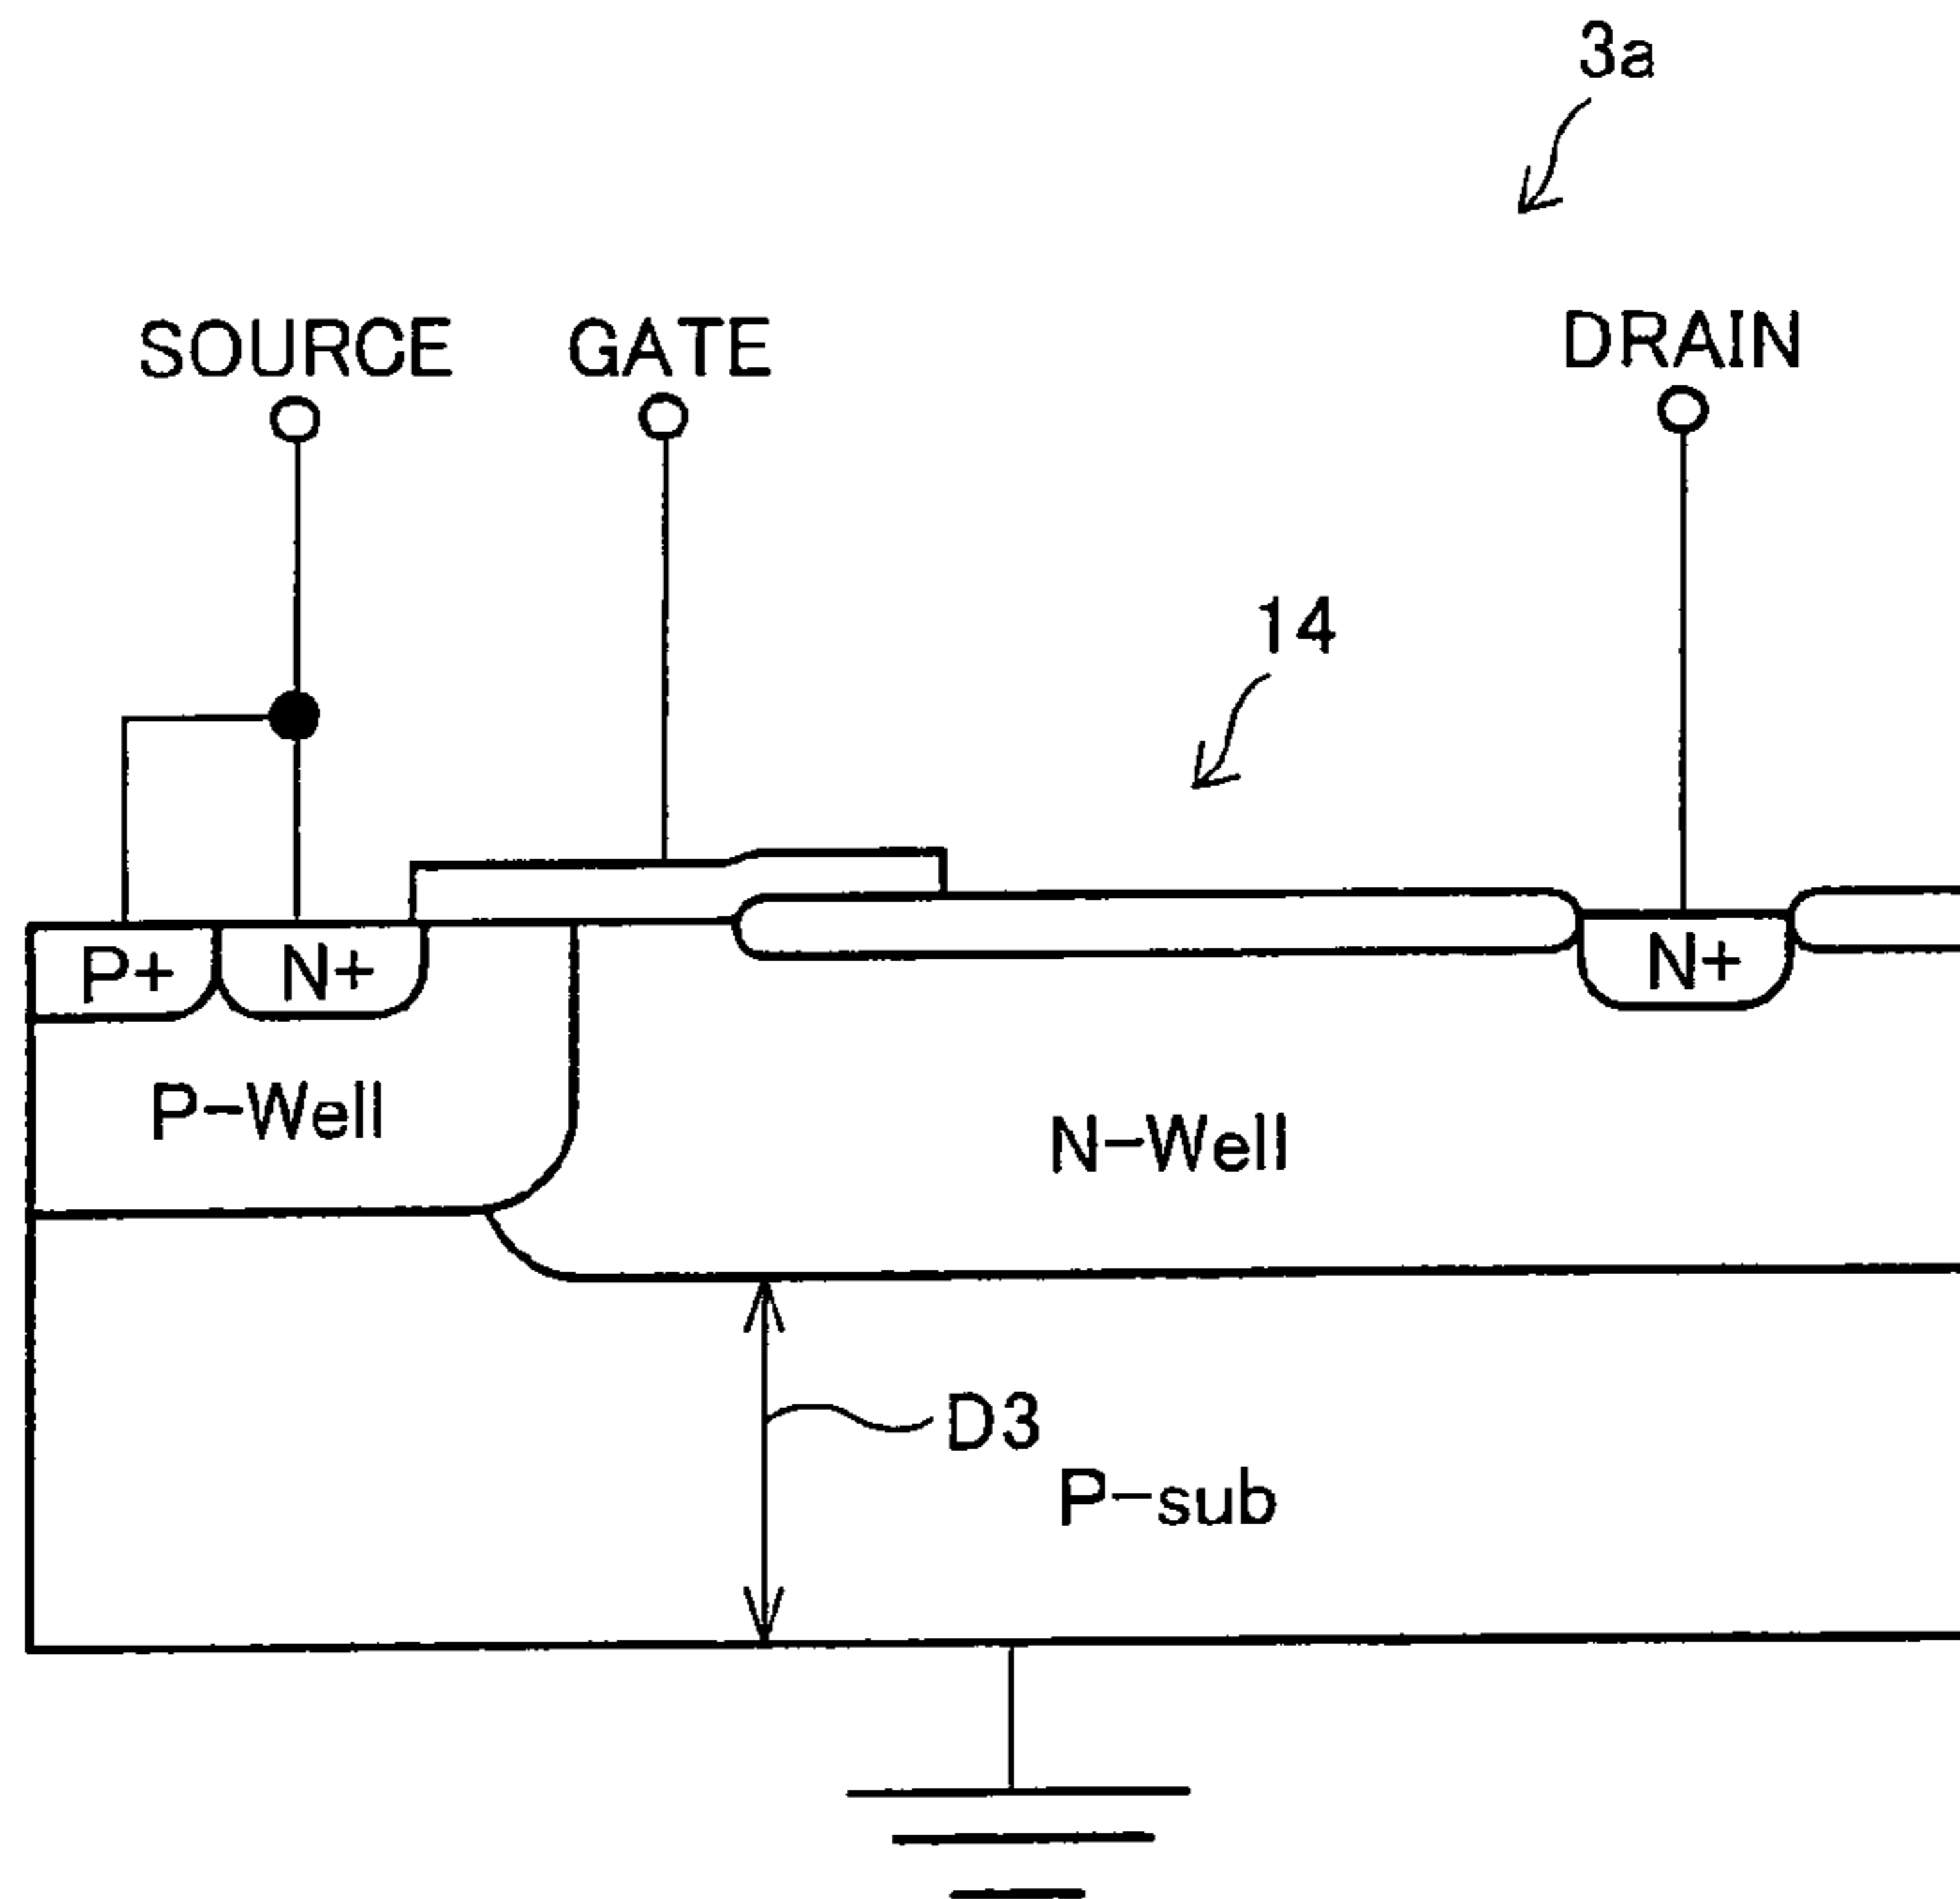 3a
SOURCE GATE DRAIN
14
P+ N+ N+
P-Well
N-Well
D3
P-sub